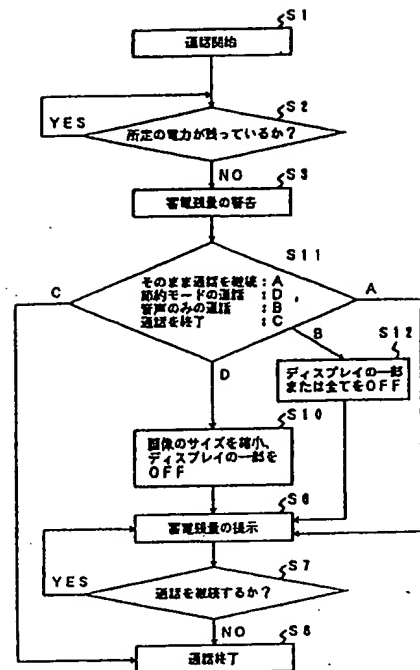 S1
通話開始
S2
所定の電力が残っているか?
YES
NO
S3
蓄電残量の警告
S11
そのまま通話を継続:A
節約モードの通話:D
音声のみの通話:B
通話を終了:C
C
A
B
D
S12
ディスプレイの一部
または全てをOFF
S10
画像のサイズを縮小、
ディスプレイの一部を
OFF
S6
蓄電残量の提示
S7
通話を継続するか?
YES
NO
S8
通話終了